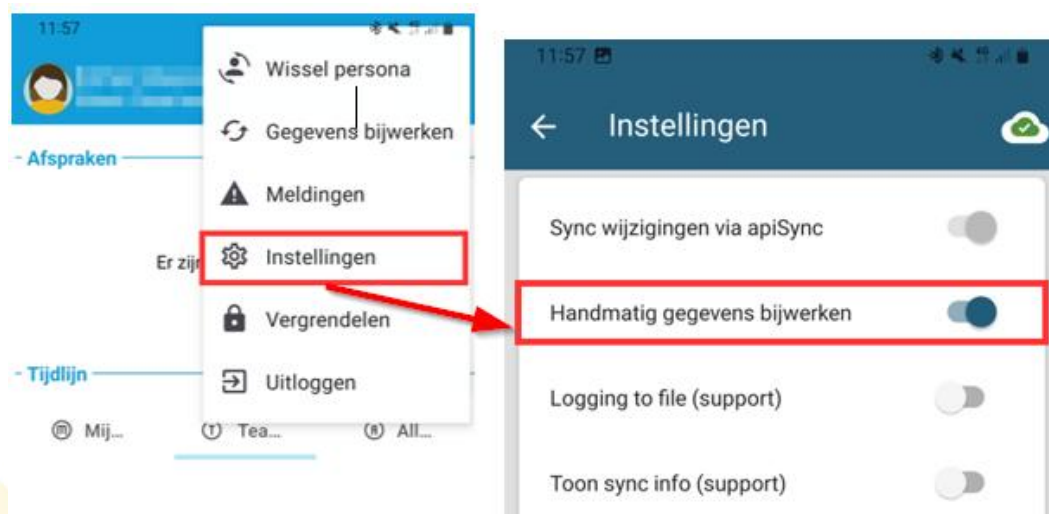 11:57
Wissel persona
Gegevens bijwerken
- Afspraken
Meldingen
Er zijn
Instellingen
Vergrendelen
- Tijdlijn
Uitloggen
Mij...
Tea...
All...
11:57
Instellingen
Sync wijzigingen via apiSync
Handmatig gegevens bijwerken
Logging to file (support)
Toon sync info (support)